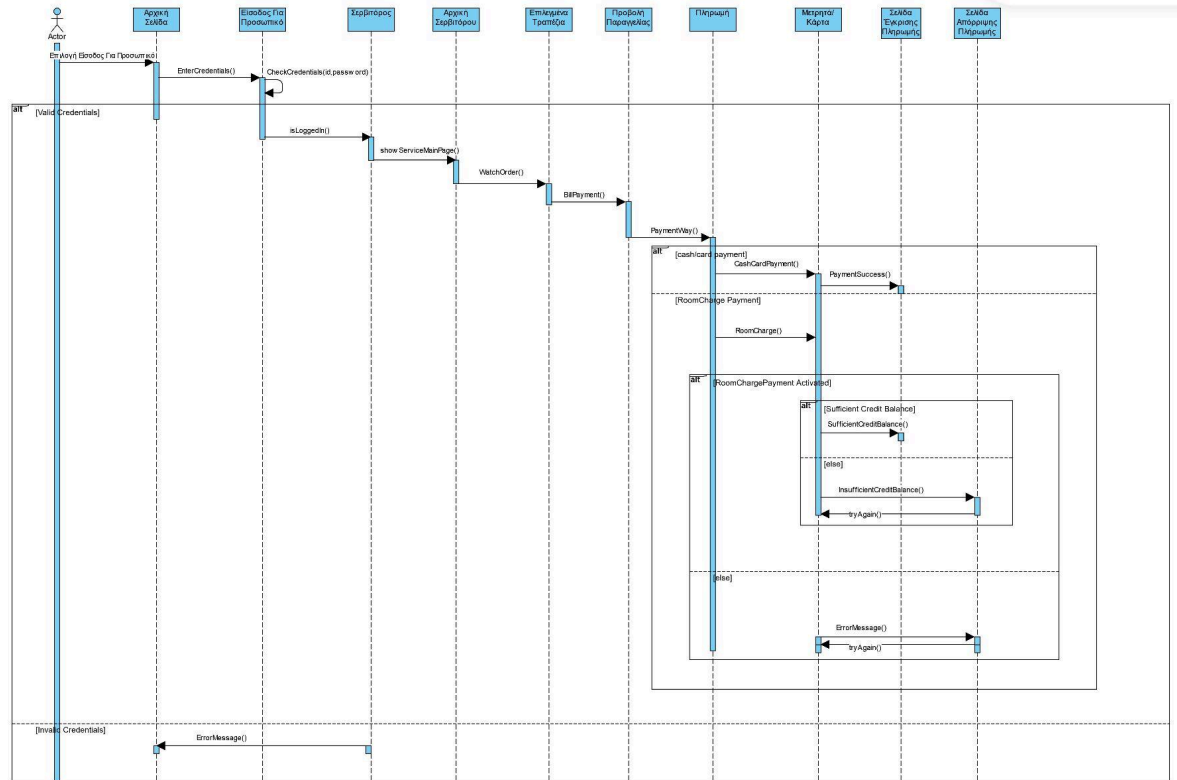 Αρχική
Σελίδα
Είσοδος Για
Προσωπικό
Σερβιτόρος
Αρχική
Σερβιτόρου
Επιλεγμένα
Τραπέζια
Προβολή
Παραγγελίας
Πληρωμή
Μετρητά/
Κάρτα
Σελίδα
Έγκρισης
Πληρωμής
Σελίδα
Απόρριψης
Πληρωμής
Actor
Επιλογή Είσοδος Για Προσωπικό
EnterCredentials()
CheckCredentials(id,password)
alt
[Valid Credentials]
isLoggedIn()
showServiceMainPage()
WatchOrder()
BillPayment()
PaymentWay()
alt
[cash/card payment]
CashCardPayment()
PaymentSuccess()
[RoomCharge Payment]
RoomCharge()
alt
[RoomChargePayment Activated]
alt
[Sufficient Credit Balance]
SufficientCreditBalance()
[else]
InsufficientCreditBalance()
tryAgain()
[else]
ErrorMessage()
tryAgain()
[Invalid Credentials]
ErrorMessage()